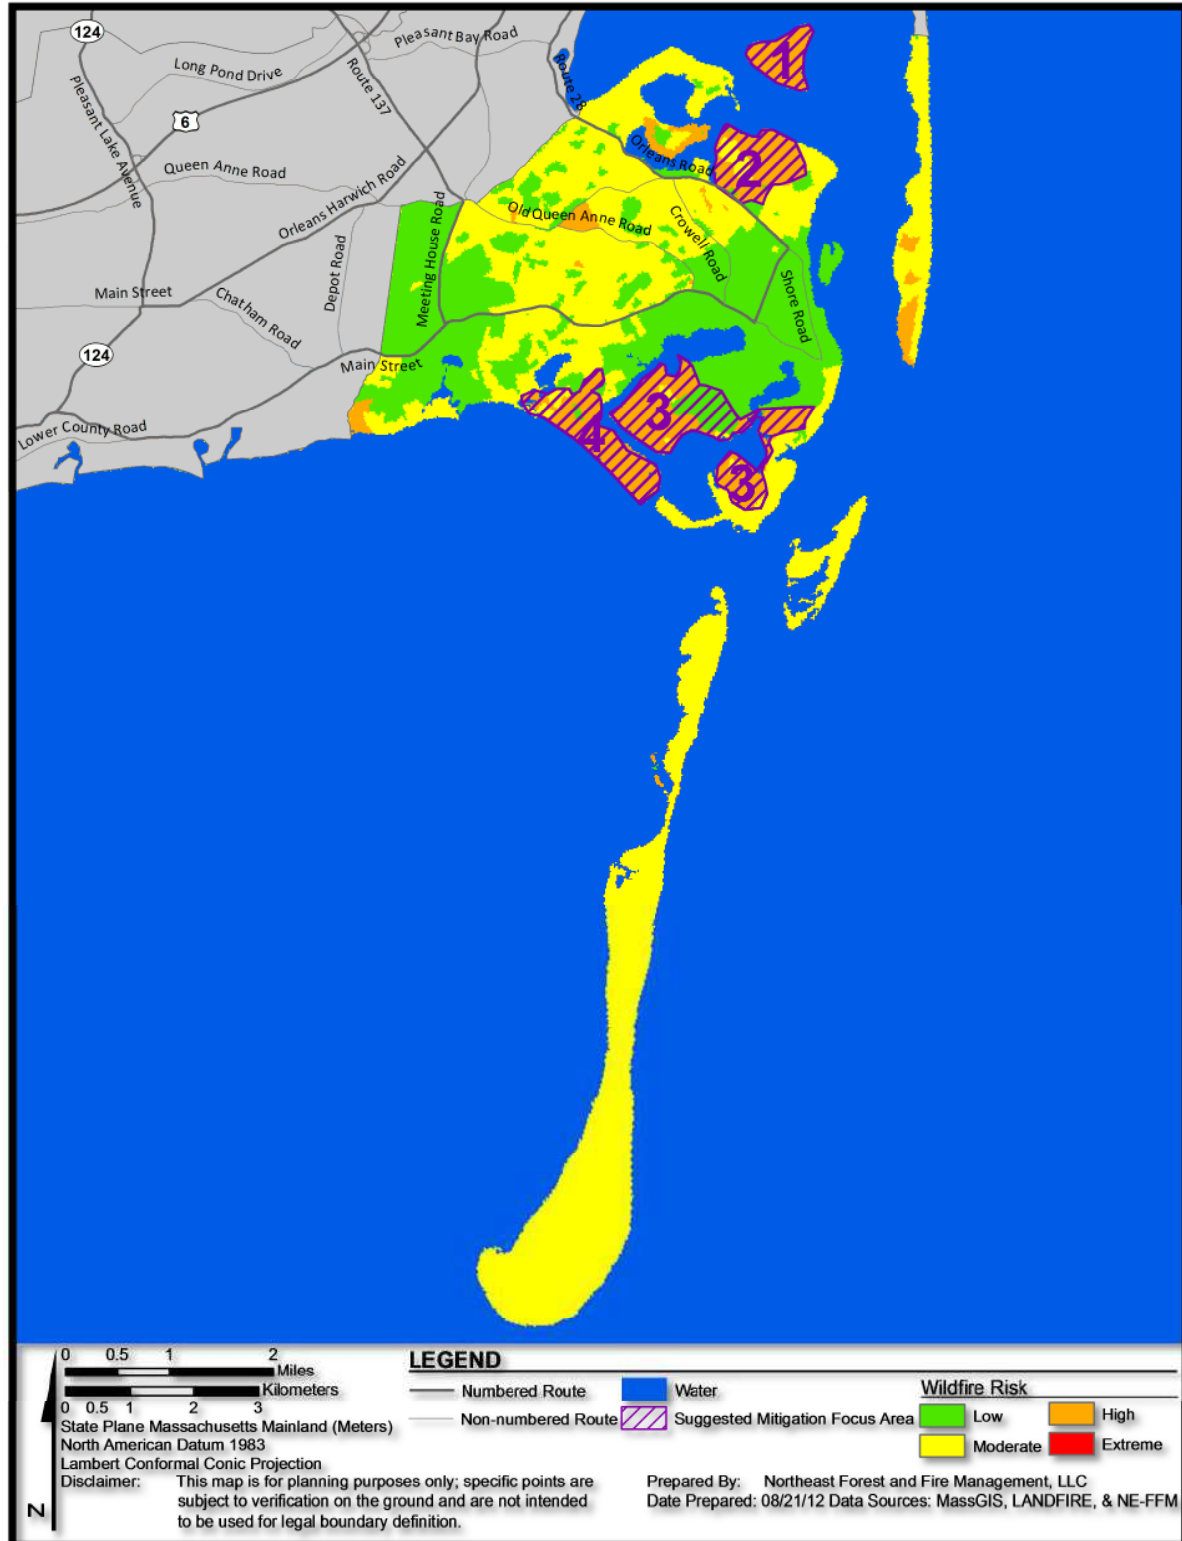 124
Pleasant Bay Road
Long Pond Drive
Route 137
Route 28
Pleasant Lake Avenue
6
1
Orleans Road
2
Queen Anne Road
Orleans Harwich Road
Old Queen Anne Road
Crowell Road
Meeting House Road
Depot Road
Shore Road
Main Street
Chatham Road
124
Main Street
3
4
Lower County Road
3
0 0.5 1 2
Miles
Kilometers
0 0.5 1 2 3
State Plane Massachusetts Mainland (Meters)
North American Datum 1983
Lambert Conformal Conic Projection
LEGEND
Numbered Route
Non-numbered Route
Water
Suggested Mitigation Focus Area
Wildfire Risk
Low
High
Moderate
Extreme
Disclaimer: This map is for planning purposes only; specific points are
subject to verification on the ground and are not intended
to be used for legal boundary definition.
Prepared By: Northeast Forest and Fire Management, LLC
Date Prepared: 08/21/12 Data Sources: MassGIS, LANDFIRE, & NE-FFM
N